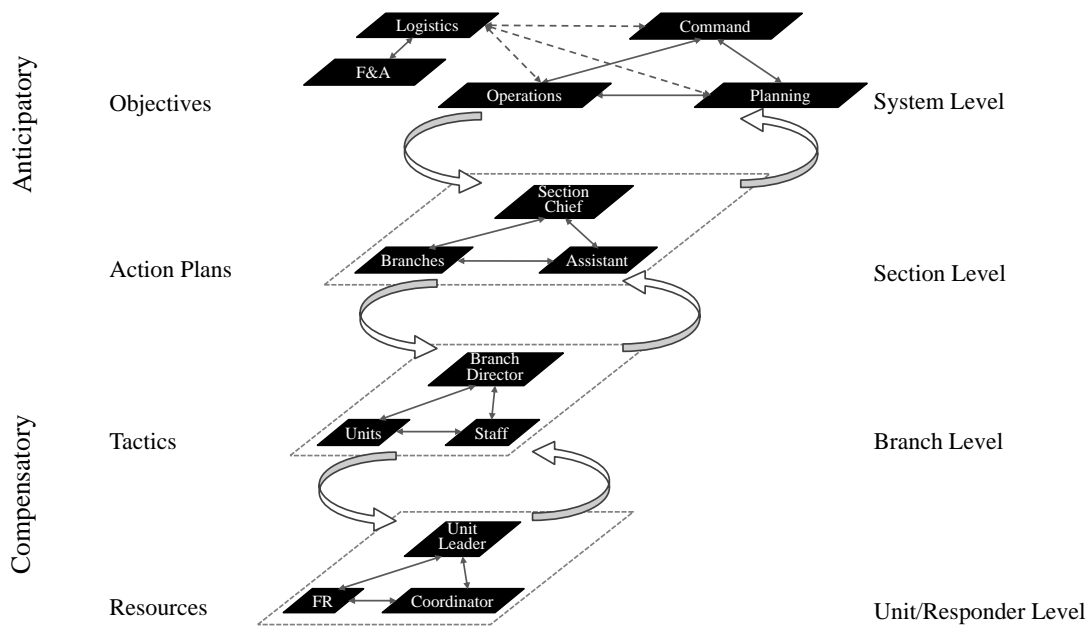 Anticipatory
Logistics
Command
F&A
Operations
Planning
Objectives
System Level
Section
Chief
Branches
Assistant
Action Plans
Section Level
Compensatory
Branch
Director
Units
Staff
Tactics
Branch Level
Unit
Leader
FR
Coordinator
Resources
Unit/Responder Level